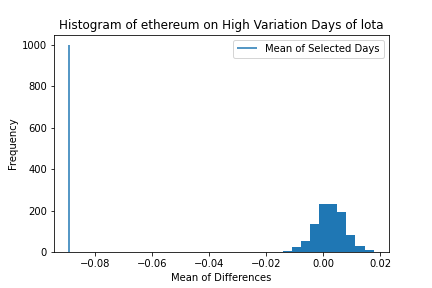 Histogram of ethereum on High Variation Days of Iota
Mean of Selected Days
1000
800
600
400
200
0
Frequency
−0.08 −0.06 −0.04 −0.02 0.00 0.02
Mean of Differences